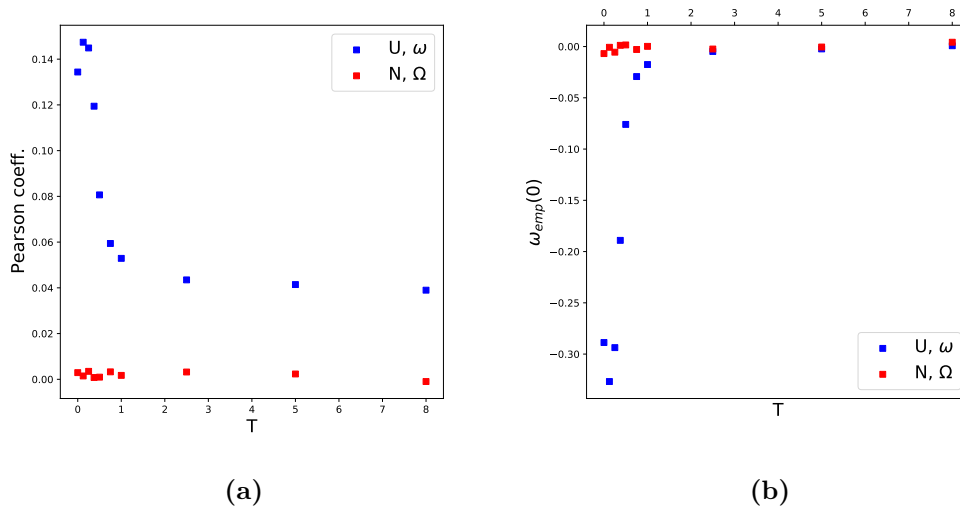 0.14
0.12
0.10
0.08
0.06
0.04
0.02
0.00
Pearson coeff.
U, ω
N, Ω
0 1 2 3 4 5 6 7 8
T
(a)
0 1 2 3 4 5 6 7 8
0.00
−0.05
−0.10
−0.15
−0.20
−0.25
−0.30
ω_emp(0)
U, ω
N, Ω
T
(b)